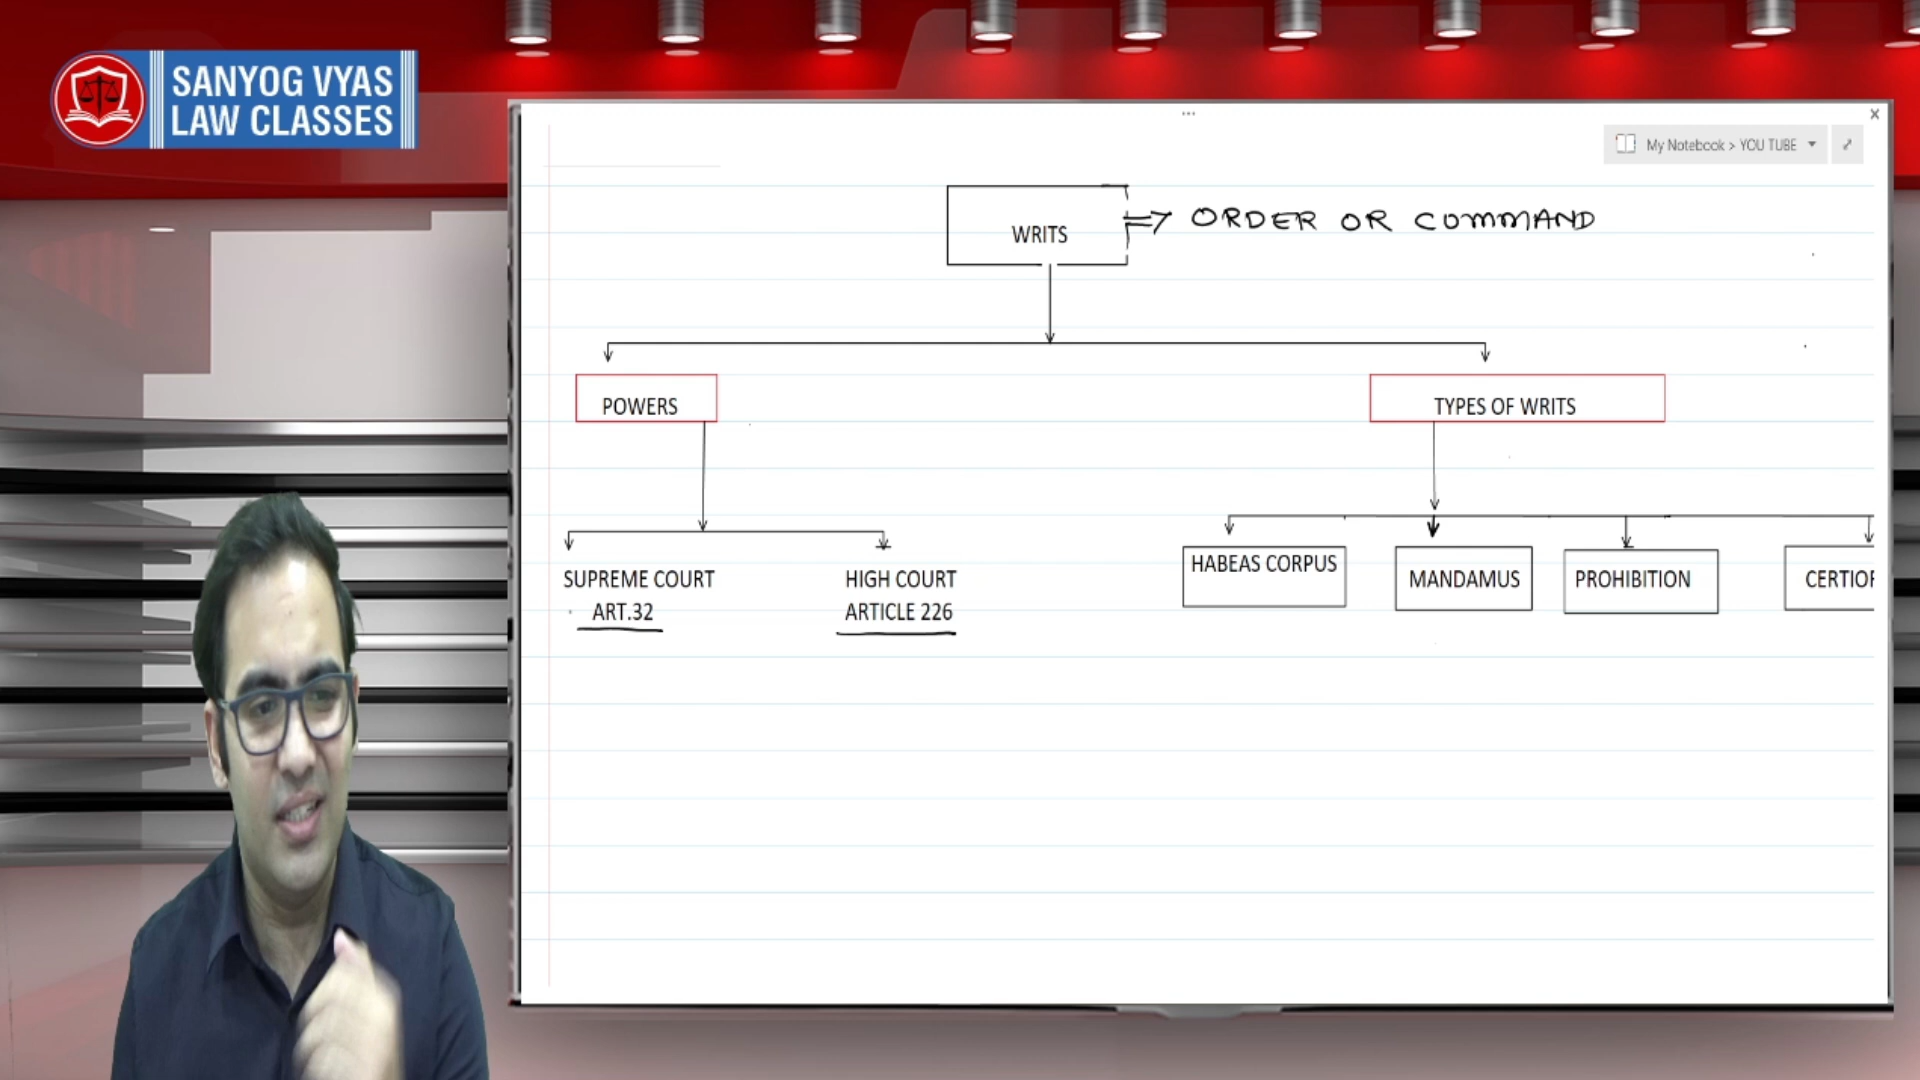 SANYOG VYAS
LAW CLASSES
My Notebook > YOU TUBE
WRITS
ORDER OR COMMAND
POWERS
TYPES OF WRITS
SUPREME COURT
ART.32
HIGH COURT
ARTICLE 226
HABEAS CORPUS
MANDAMUS
PROHIBITION